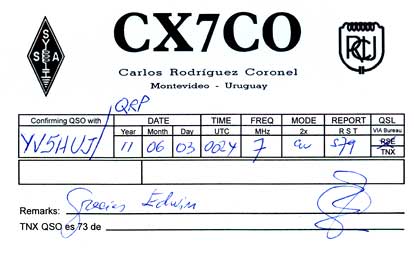 CX7CO
S Y S A
RCU
Carlos Rodríguez Coronel
Montevideo - Uruguay
QRP
Confirming QSO with DATE TIME FREQ MODE REPORT QSL
Year Month Day UTC MHz 2x R S T VIA Bureau
YV5HUJ/ 11 06 03 0024 7 CW 579 PSE
TNX
Remarks: Gracias Edwin
TNX QSO es 73 de